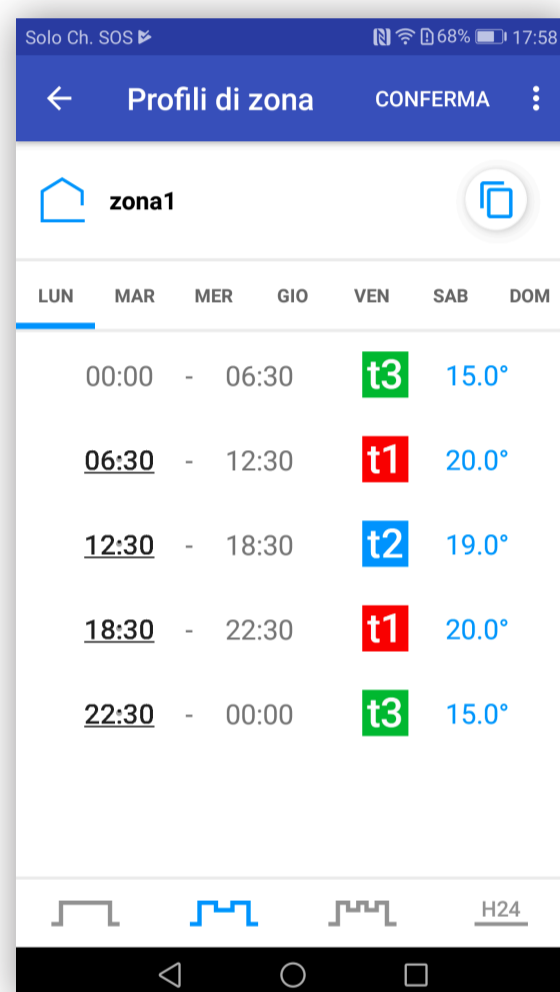 Solo Ch. SOS 68% 17:58
Profili di zona CONFERMA
zona1
LUN MAR MER GIO VEN SAB DOM
00:00 - 06:30 t3 15.0°
06:30 - 12:30 t1 20.0°
12:30 - 18:30 t2 19.0°
18:30 - 22:30 t1 20.0°
22:30 - 00:00 t3 15.0°
H24